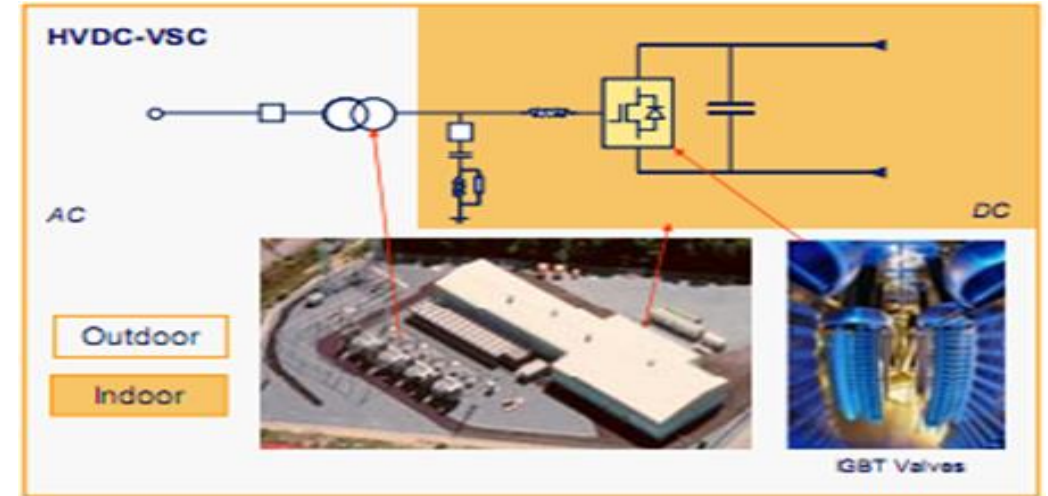 HVDC-VSC
AC
DC
Outdoor
Indoor
IGBT Valves